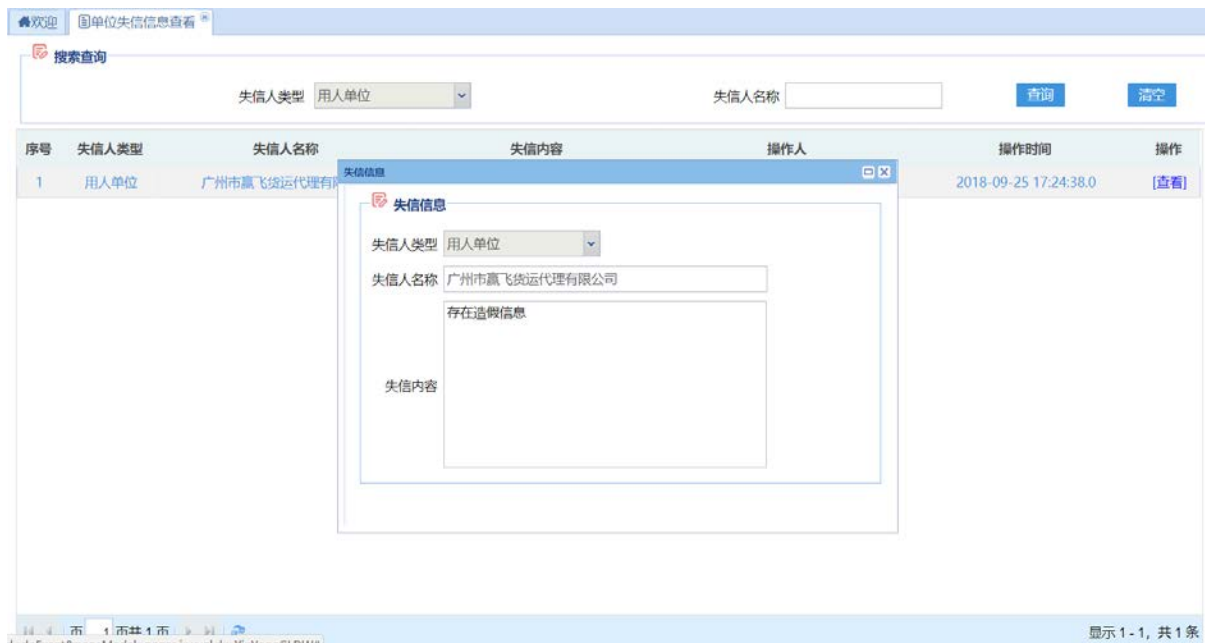 欢迎 单位失信信息查看
搜索查询
失信人类型 用人单位 失信人名称 查询 清空
序号 失信人类型 失信人名称 失信内容 操作人 操作时间 操作
1 用人单位 广州市赢飞货运代理有 2018-09-25 17:24:38.0 [查看]
失信信息
失信信息
失信人类型 用人单位
失信人名称 广州市赢飞货运代理有限公司
存在造假信息
失信内容
页 1 页共 1 页 显示 1 - 1, 共 1 条